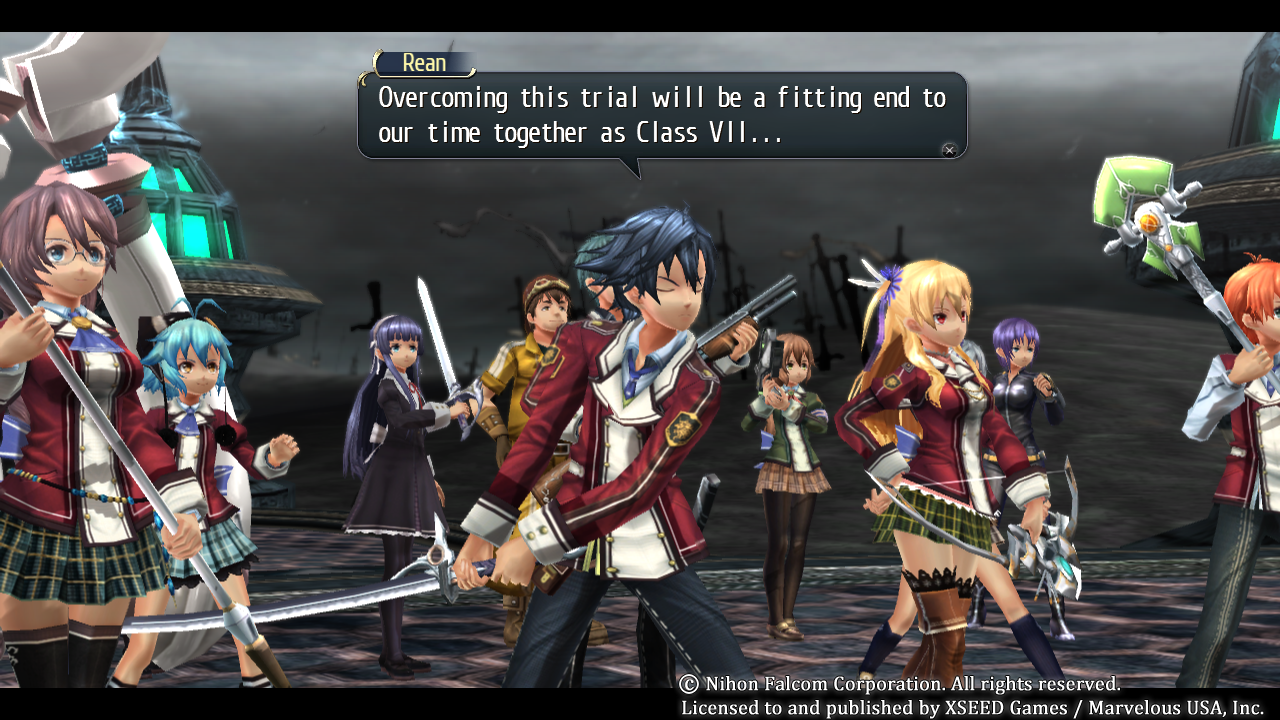 Rean
Overcoming this trial will be a fitting end to
our time together as Class VII...
© Nihon Falcom Corporation. All rights reserved.
Licensed to and published by XSEED Games / Marvelous USA, Inc.